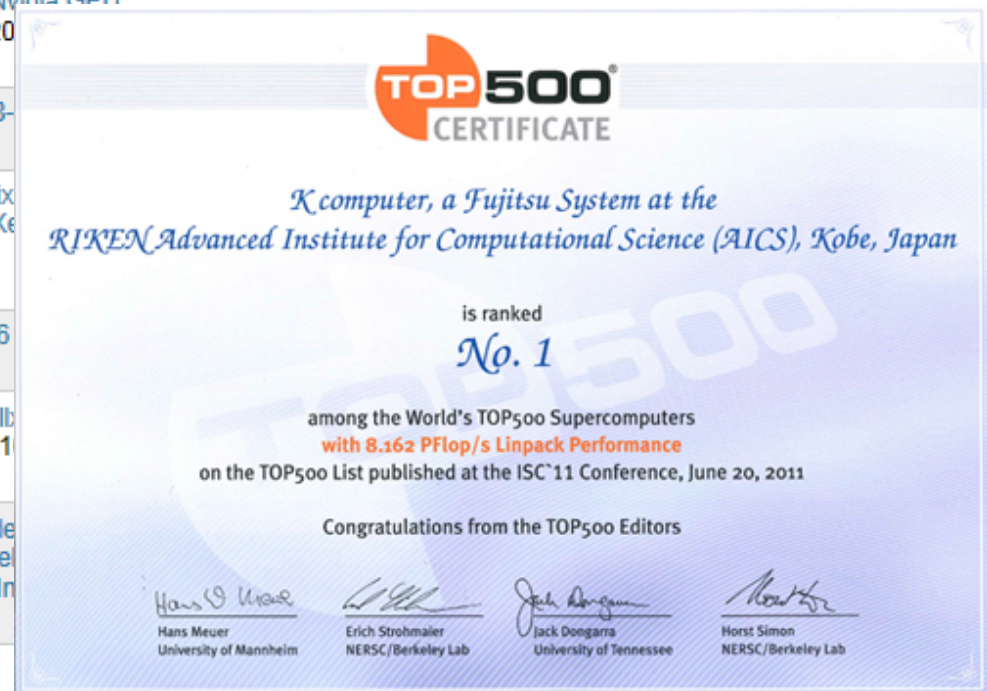 TOP500®
CERTIFICATE
K computer, a Fujitsu System at the
RIKEN Advanced Institute for Computational Science (AICS), Kobe, Japan
is ranked
No. 1
among the World's TOP500 Supercomputers
with 8.162 PFlop/s Linpack Performance
on the TOP500 List published at the ISC`11 Conference, June 20, 2011
Congratulations from the TOP500 Editors
Hans Meuer
University of Mannheim
Erich Strohmaier
NERSC/Berkeley Lab
Jack Dongarra
University of Tennessee
Horst Simon
NERSC/Berkeley Lab